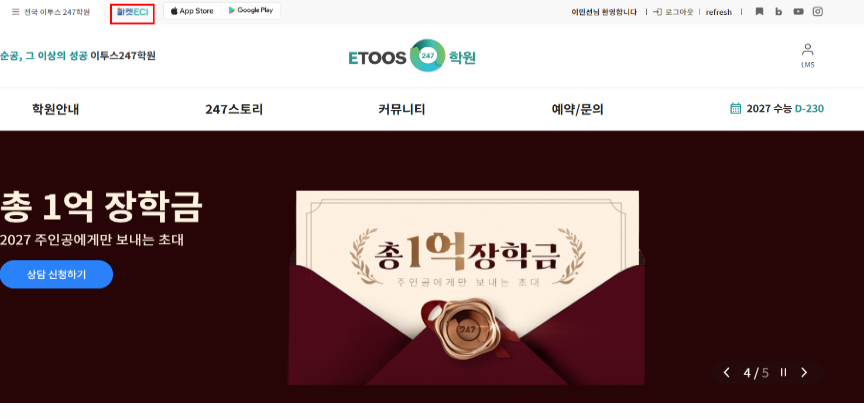 전국 이투스 247학원
휠켓ECI
App Store
Google Play
이민선님 환영합니다
로그아웃
refresh
순공, 그 이상의 성공 이투스247학원
ETOOS 247 학원
LMS
학원안내
247스토리
커뮤니티
예약/문의
2027 수능 D-230
총 1억 장학금
2027 주인공에게만 보내는 초대
상담 신청하기
총1억장학금
주인공에게만 보내는 초대
247
4 / 5